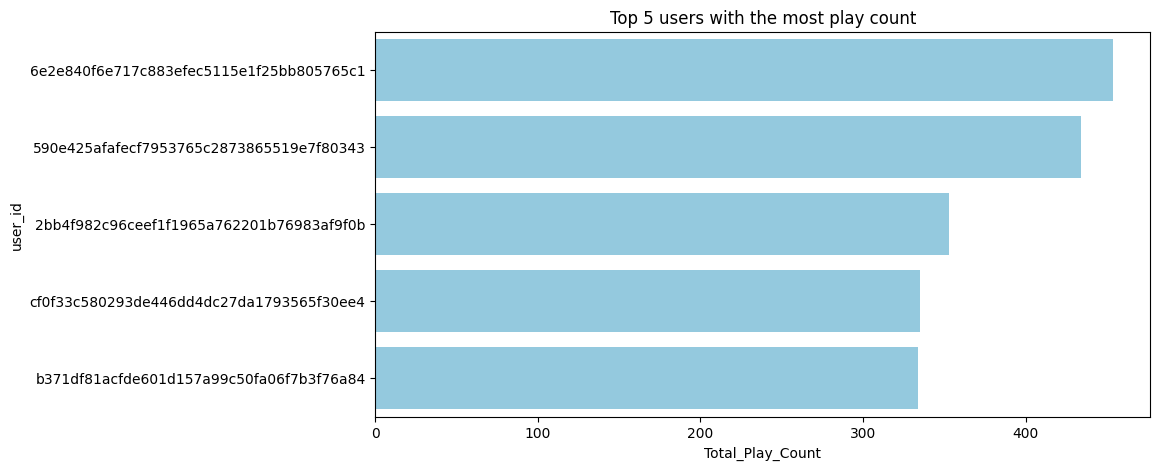 Top 5 users with the most play count
user_id
6e2e840f6e717c883efec5115e1f25bb805765c1
590e425afafecf7953765c2873865519e7f80343
2bb4f982c96ceef1f1965a762201b76983af9f0b
cf0f33c580293de446dd4dc27da1793565f30ee4
b371df81acfde601d157a99c50fa06f7b3f76a84
0 100 200 300 400
Total_Play_Count